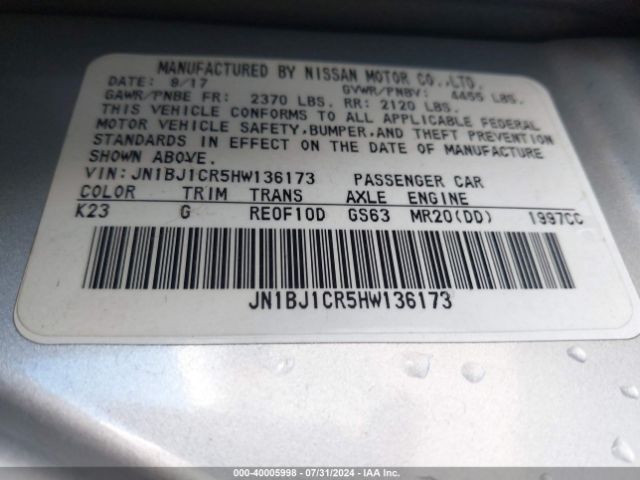 MANUFACTURED BY NISSAN MOTOR CO.,LTD.
DATE: 8/17 GVWR/PNBV: 4455 LBS.
GAWR/PNBE FR: 2370 LBS. RR: 2120 LBS.
THIS VEHICLE CONFORMS TO ALL APPLICABLE FEDERAL
MOTOR VEHICLE SAFETY,BUMPER,AND THEFT PREVENTION
STANDARDS IN EFFECT ON THE DATE OF MANUFACTURE
SHOWN ABOVE.
VIN:JN1BJ1CR5HW136173 PASSENGER CAR
COLOR TRIM TRANS AXLE ENGINE
K23 G RE0F10D GS63 MR20(DD) 1997CC
JN1BJ1CR5HW136173
000-40005998 - 07/31/2024 - IAA Inc.